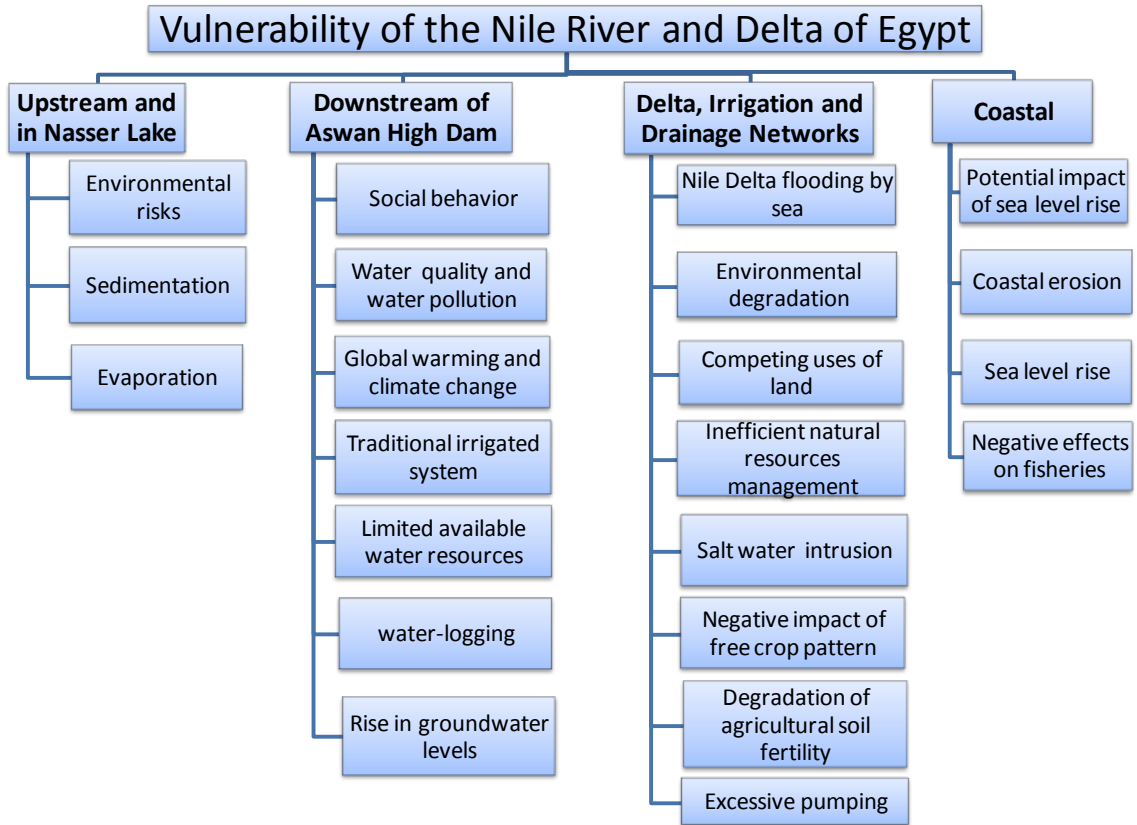 Vulnerability of the Nile River and Delta of Egypt
Upstream and
in Nasser Lake
Environmental
risks
Sedimentation
Evaporation
Downstream of
Aswan High Dam
Social behavior
Water quality and
water pollution
Global warming and
climate change
Traditional irrigated
system
Limited available
water resources
water-logging
Rise in groundwater
levels
Delta, Irrigation and
Drainage Networks
Nile Delta flooding by
sea
Environmental
degradation
Competing uses of
land
Inefficient natural
resources
management
Salt water intrusion
Negative impact of
free crop pattern
Degradation of
agricultural soil
fertility
Excessive pumping
Coastal
Potential impact
of sea level rise
Coastal erosion
Sea level rise
Negative effects
on fisheries